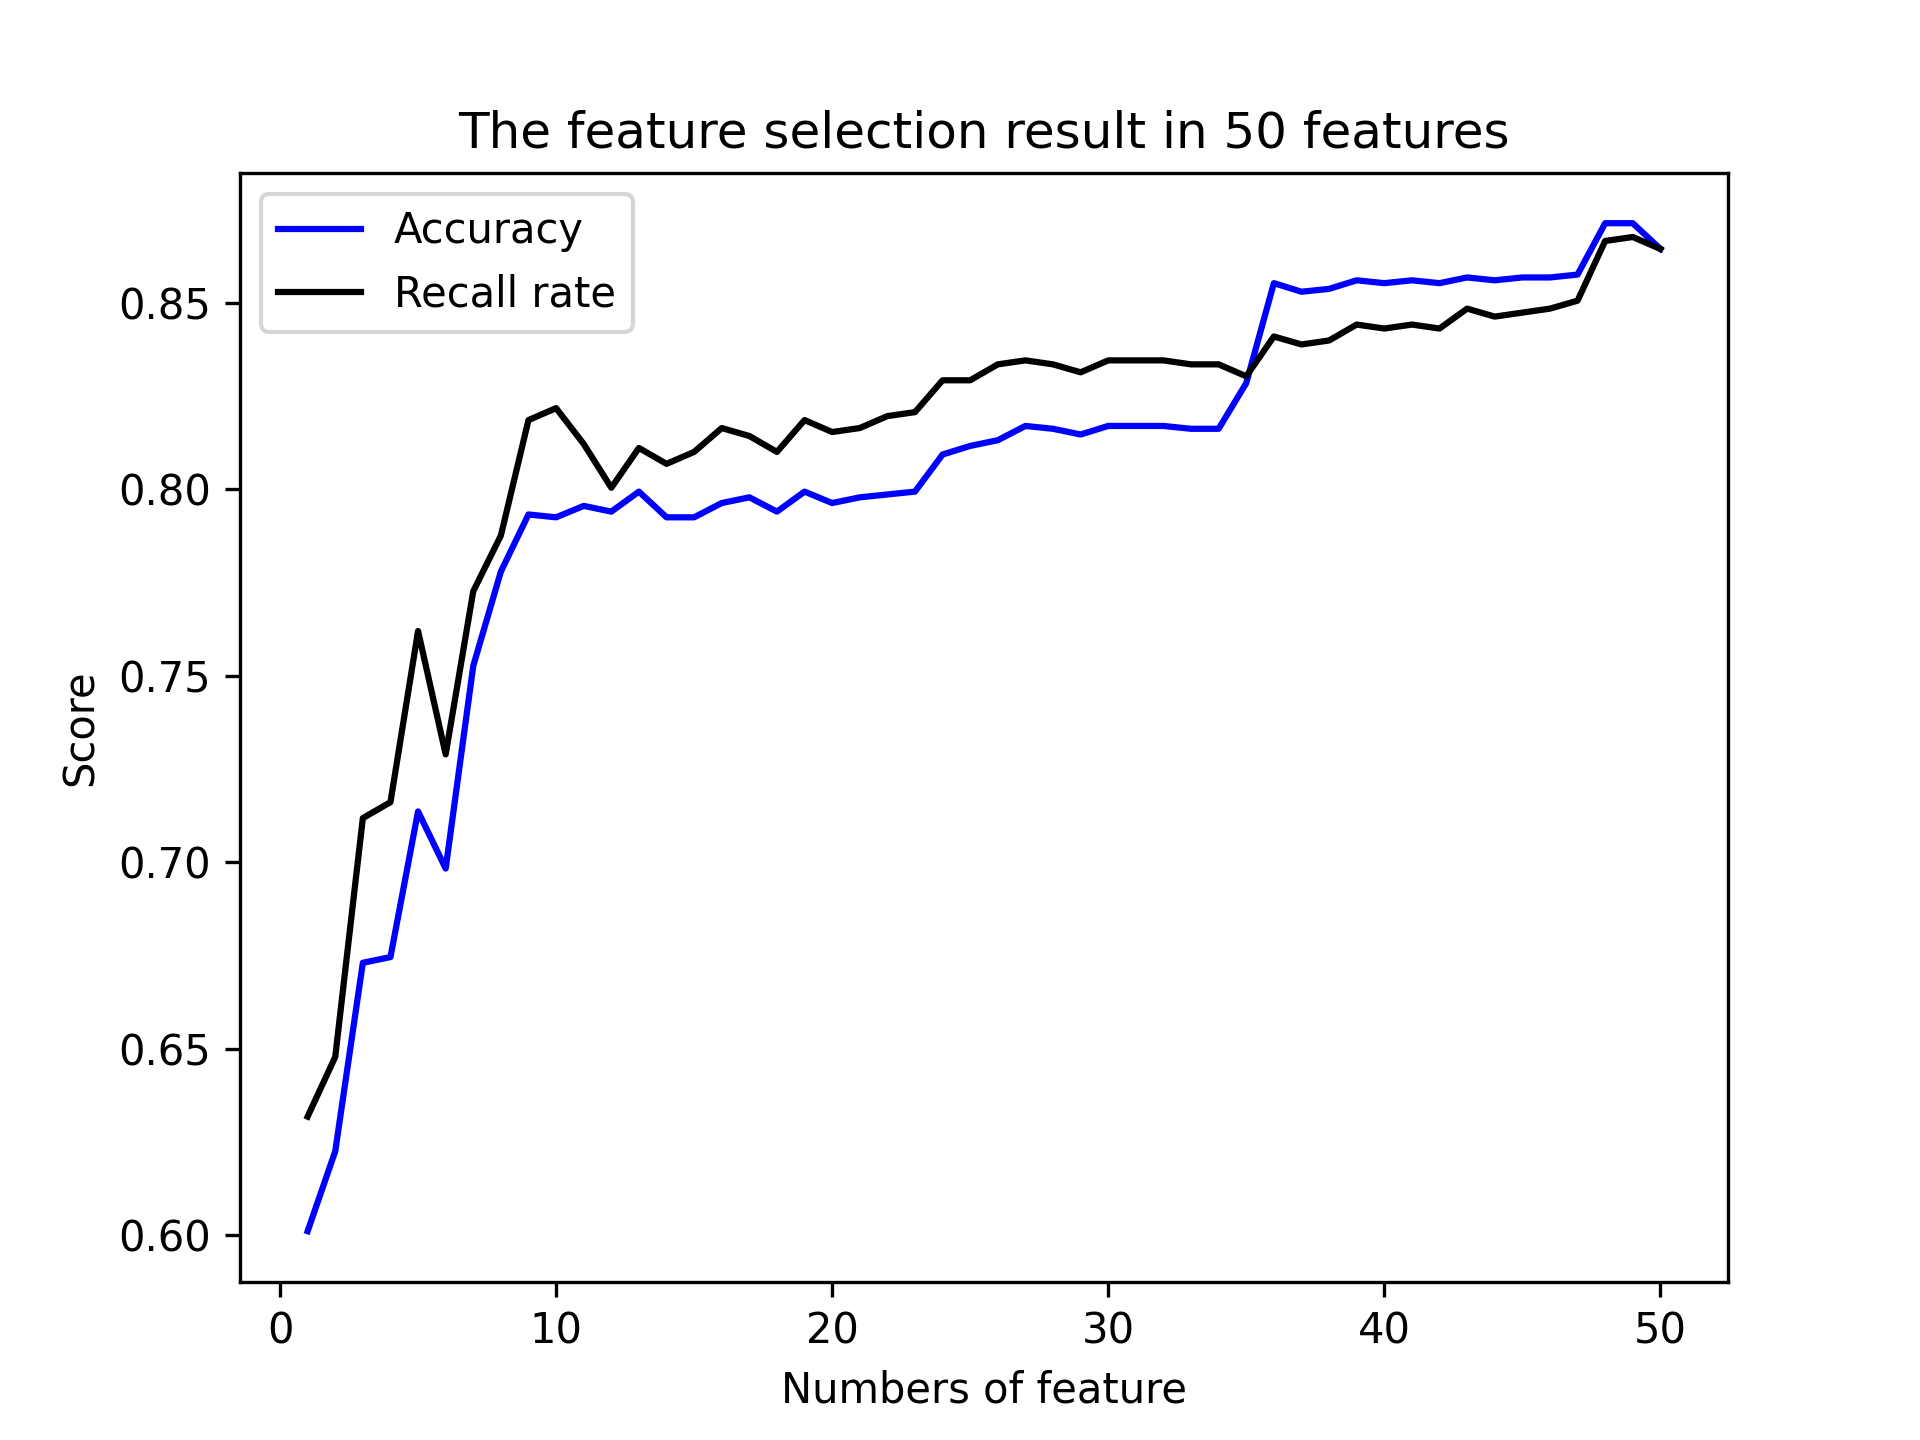 The feature selection result in 50 features
Accuracy
Recall rate
0.85
0.80
0.75
0.70
0.65
0.60
Score
0 10 20 30 40 50
Numbers of feature